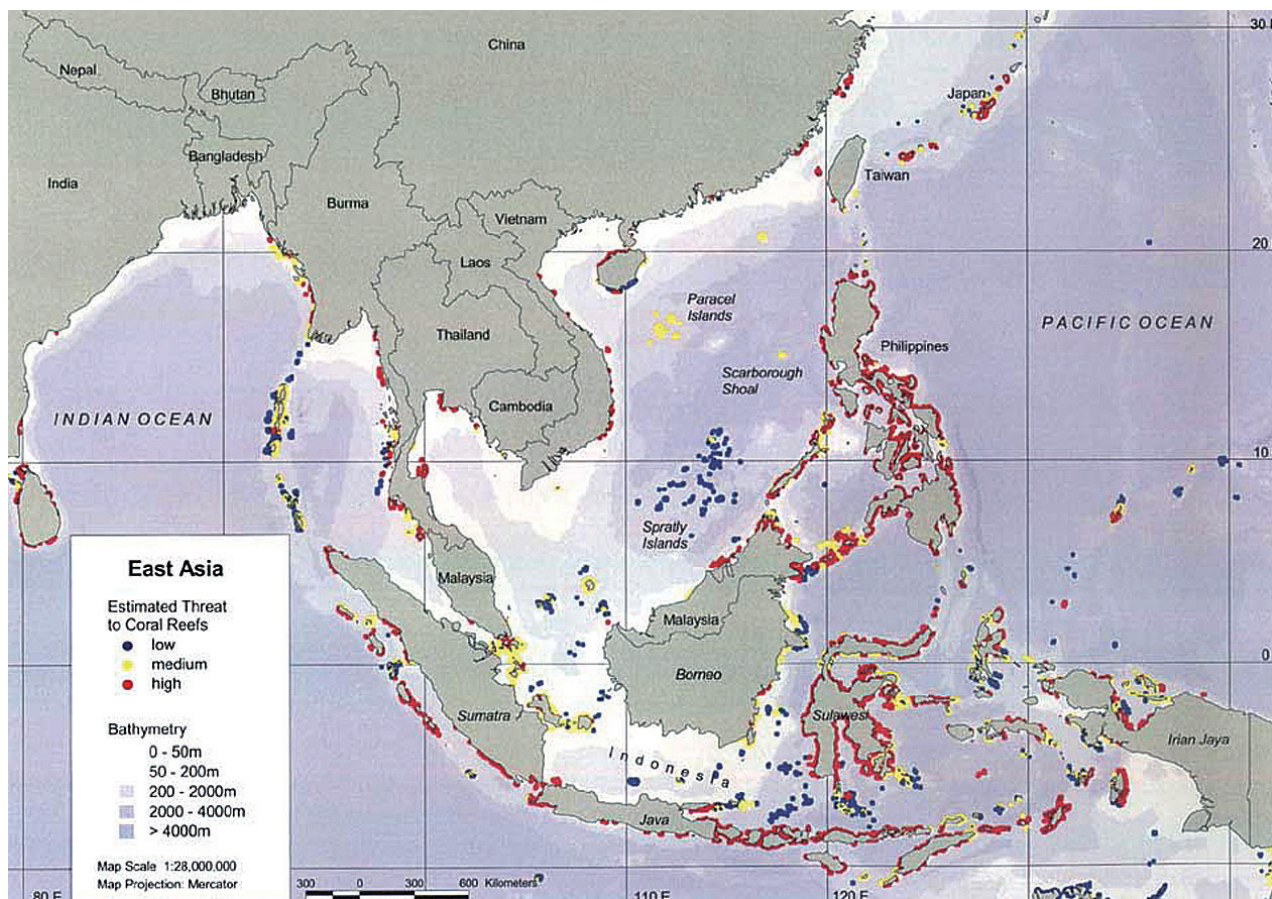 30 N
China
Nepal
Bhutan
Japan
Bangladesh
Taiwan
India
Burma
Vietnam
20
Laos
Paracel
Islands
PACIFIC OCEAN
Thailand
Philippines
Scarborough
Shoal
Cambodia
INDIAN OCEAN
10
Spratly
Islands
East Asia
Malaysia
Estimated Threat
to Coral Reefs
low
medium
high
Malaysia
0
Borneo
Sumatra
Sulawesi
Irian Jaya
Bathymetry
0 - 50m
50 - 200m
200 - 2000m
2000 - 4000m
> 4000m
Indonesia
Java
Map Scale 1:28,000,000
Map Projection: Mercator
300 0 300 600 Kilometers
80 E
110 E
120 E